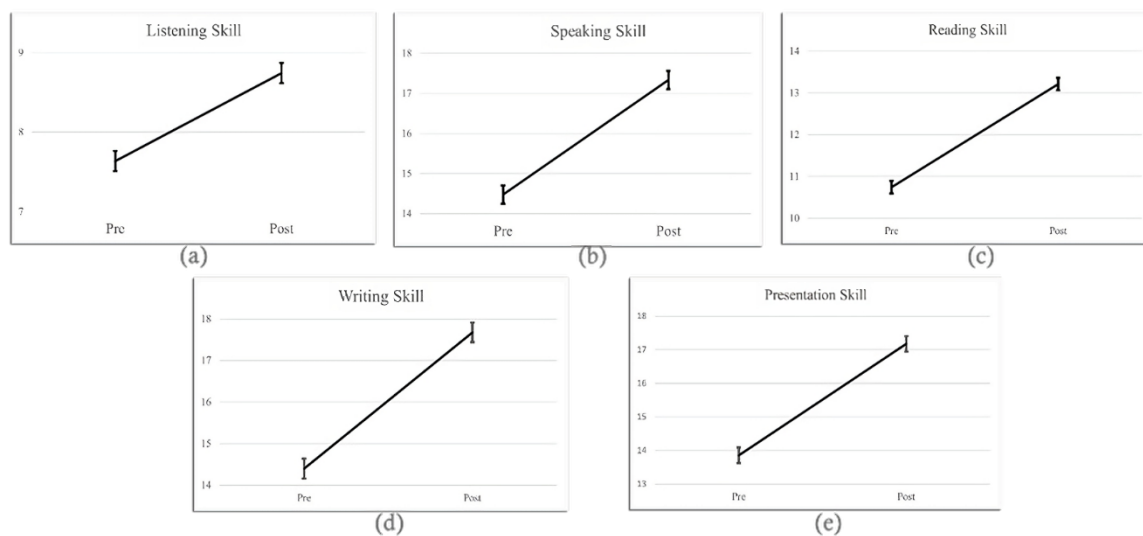 Listening Skill
9
8
7
Pre Post
(a)
Speaking Skill
18
17
16
15
14
Pre Post
(b)
Reading Skill
14
13
12
11
10
Pre Post
(c)
Writing Skill
18
17
16
15
14
Pre Post
(d)
Presentation Skill
18
17
16
15
14
13
Pre Post
(e)